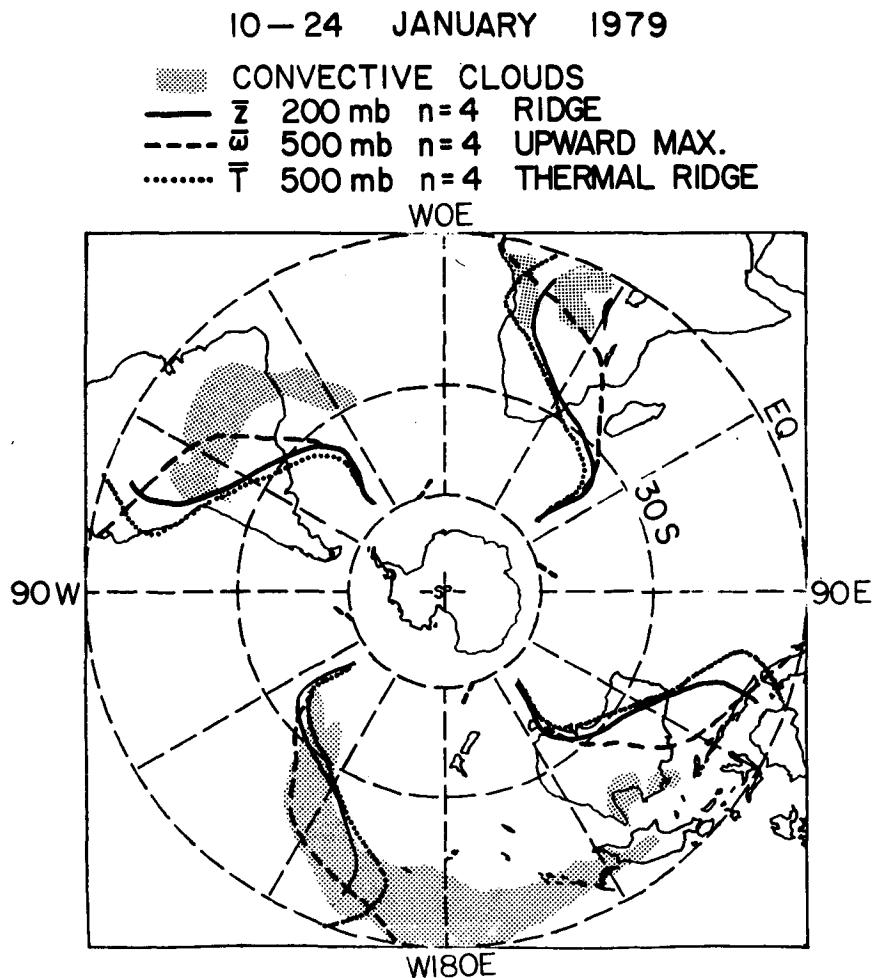 10-24 JANUARY 1979
CONVECTIVE CLOUDS
z̅ 200 mb n=4 RIDGE
ω̅ 500 mb n=4 UPWARD MAX.
T̅ 500 mb n=4 THERMAL RIDGE
W0E
EQ
30S
90W
SP
90E
W180E